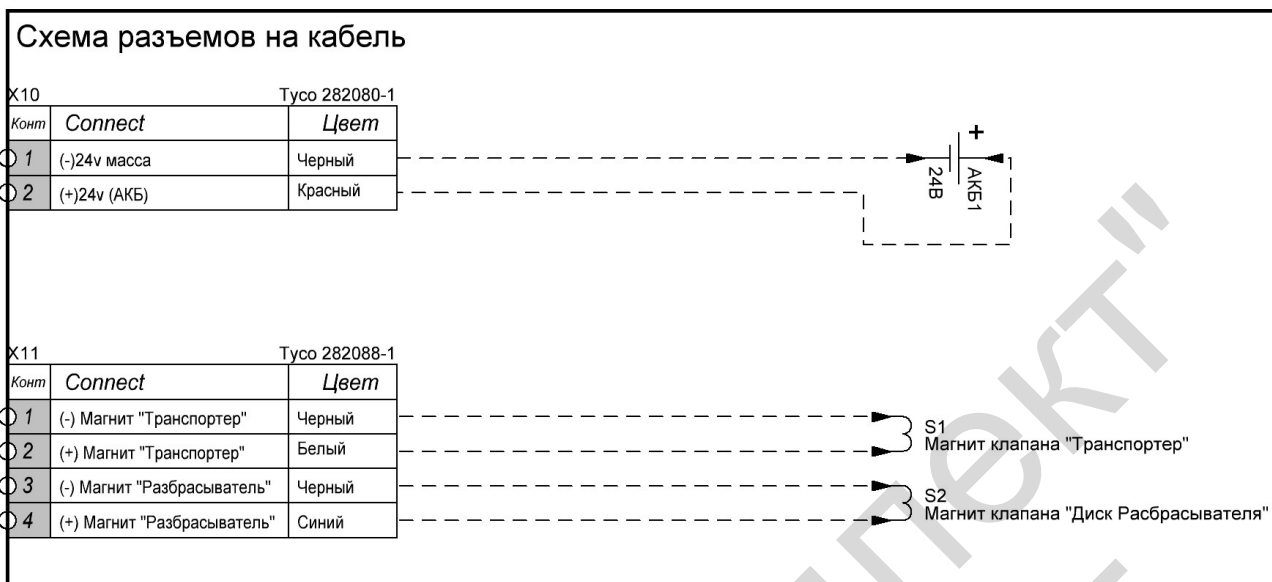 Схема разъемов на кабель
X10 Tyco 282080-1
Конт Connect Цвет
1 (-)24v масса Черный
2 (+)24v (АКБ) Красный
+
24В
АКБ1
X11 Tyco 282088-1
Конт Connect Цвет
1 (-) Магнит "Транспортер" Черный
2 (+) Магнит "Транспортер" Белый
3 (-) Магнит "Разбрасыватель" Черный
4 (+) Магнит "Разбрасыватель" Синий
S1
Магнит клапана "Транспортер"
S2
Магнит клапана "Диск Расбрасывателя"